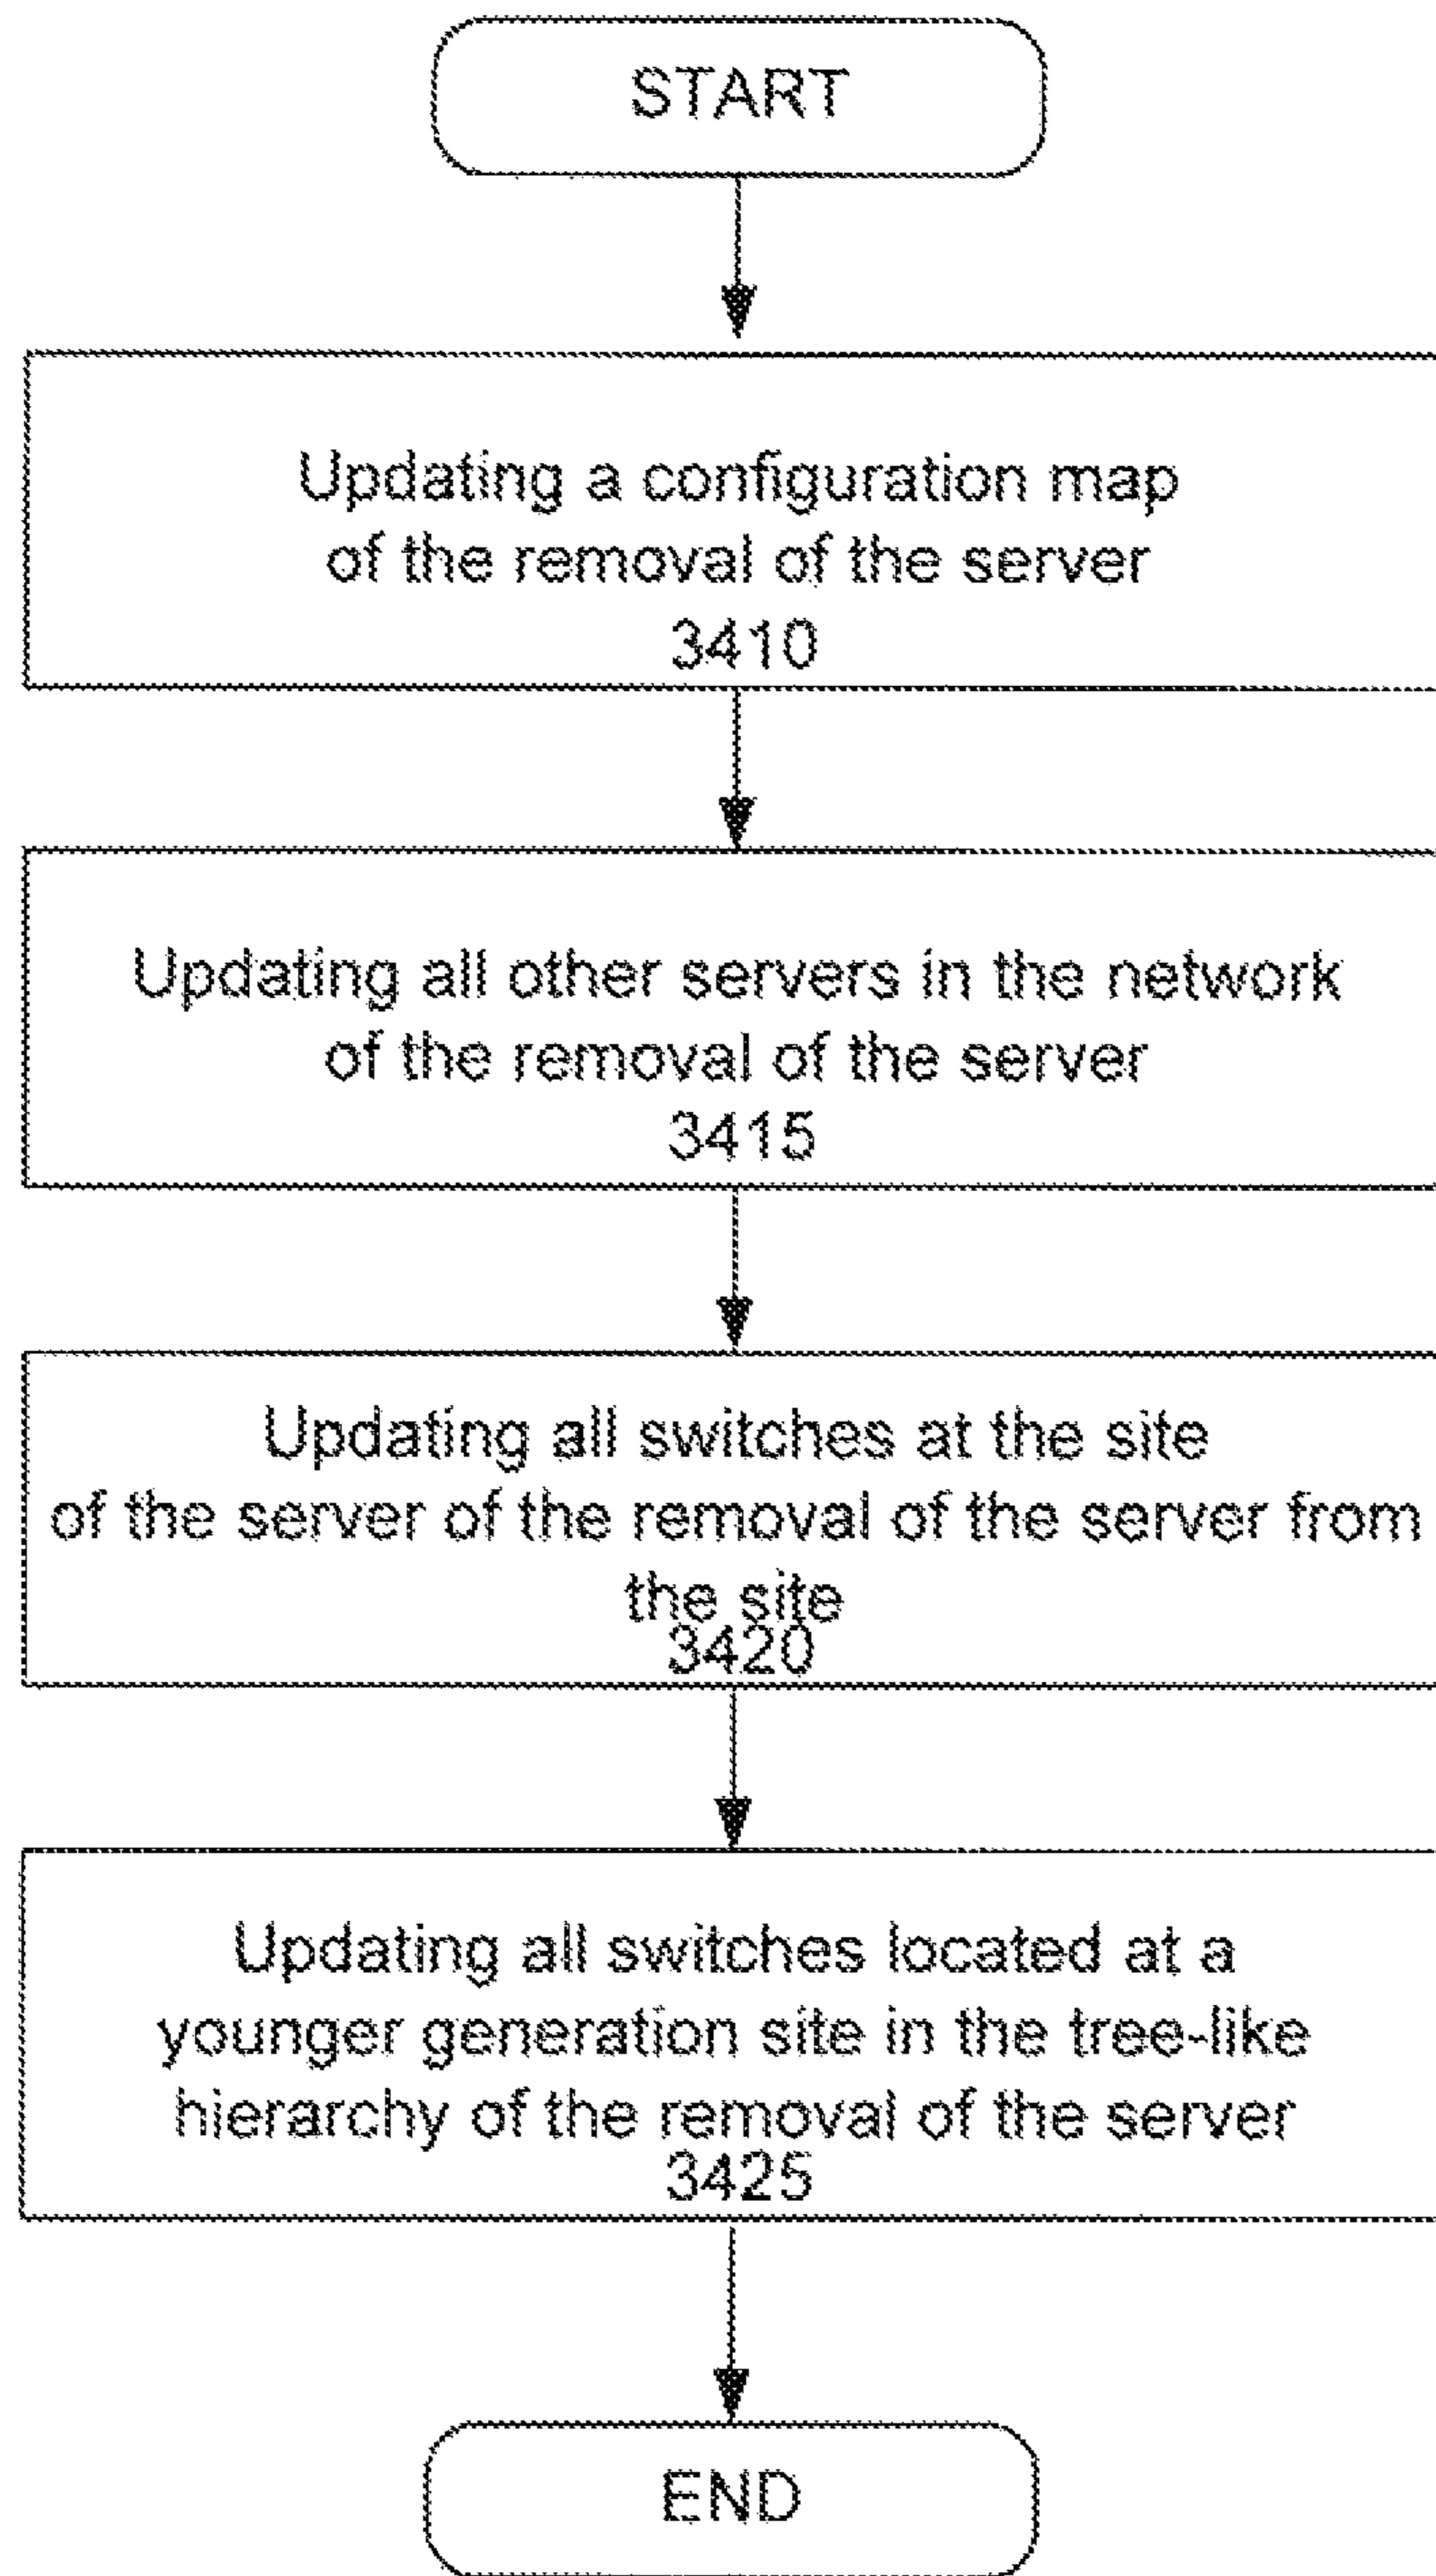 START
Updating a configuration map
of the removal of the server
3410
Updating all other servers in the network
of the removal of the server
3415
Updating all switches at the site
of the server of the removal of the server from
the site
3420
Updating all switches located at a
younger generation site in the tree-like
hierarchy of the removal of the server
3425
END